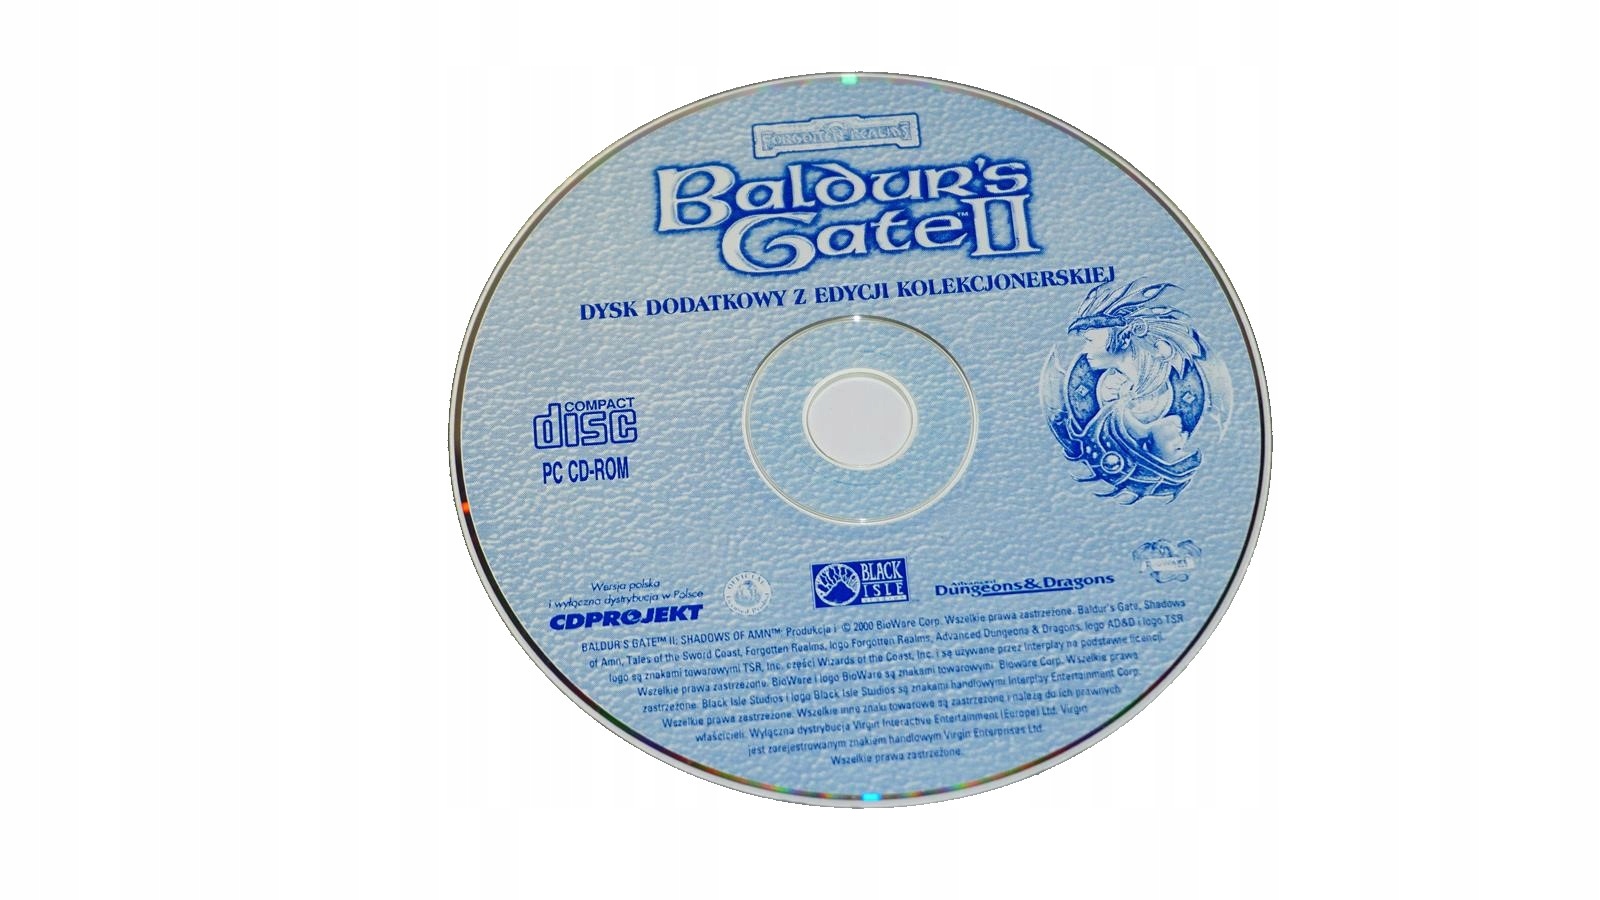 FORGOTTEN REALMS
Baldur's
Gate™ II
DYSK DODATKOWY Z EDYCJI KOLEKCJONERSKIEJ
COMPACT
disc
PC CD-ROM
Wersja polska
i wyłączna dystrybucja w Polsce
CDPROJEKT
OFFICIAL
BLACK
ISLE
BIOWARE
Advanced
Dungeons & Dragons
BALDUR'S GATE™ II: SHADOWS OF AMN™: Produkcja i © 2000 BioWare Corp. Wszelkie prawa zastrzeżone. Baldur's Gate, Shadows
of Amn, Tales of the Sword Coast, Forgotten Realms, logo Forgotten Realms, Advanced Dungeons & Dragons, logo AD&D i logo TSR
logo są znakami towarowymi TSR, Inc. części Wizards of the Coast, Inc. i są używane przez Interplay na podstawie licencji.
Wszelkie prawa zastrzeżone. BioWare i logo BioWare są znakami towarowymi Bioware Corp. Wszelkie prawa
zastrzeżone. Black Isle Studios i logo Black Isle Studios są znakami handlowymi Interplay Entertainment Corp.
Wszelkie prawa zastrzeżone. Wszelkie inne znaki towarowe są zastrzeżone i należą do ich prawnych
właścicieli. Wyłączna dystrybucja Virgin Interactive Entertainment (Europe) Ltd. Virgin
jest zarejestrowanym znakiem handlowym Virgin Enterprises Ltd.
Wszelkie prawa zastrzeżone.